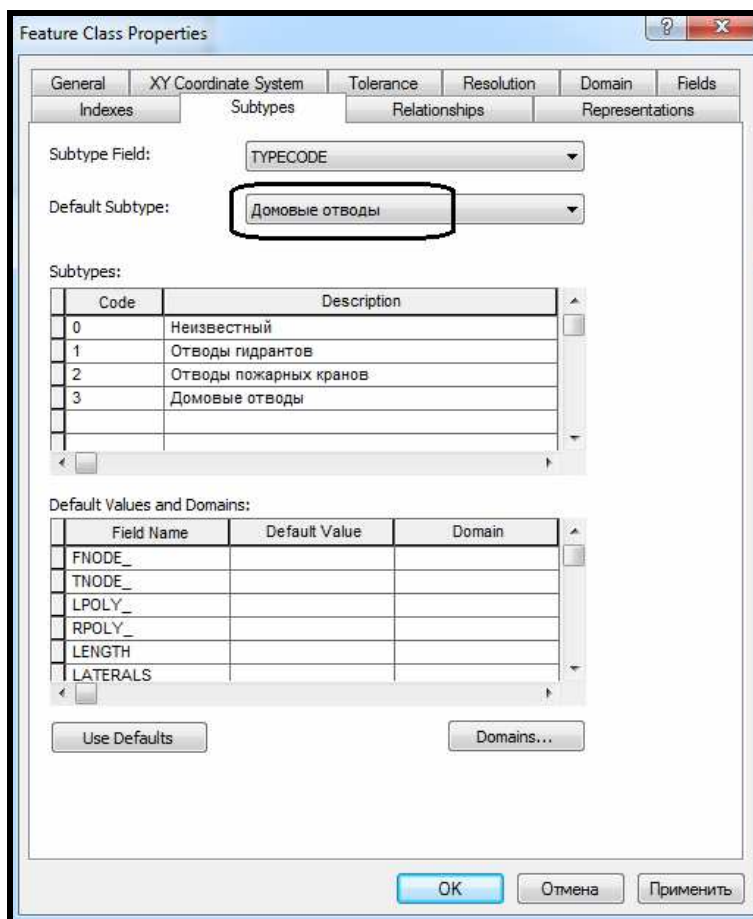 Feature Class Properties
General XY Coordinate System Tolerance Resolution Domain Fields
Indexes Subtypes Relationships Representations
Subtype Field: TYPECODE
Default Subtype: Домовые отводы
Subtypes:
Code Description
0 Неизвестный
1 Отводы гидрантов
2 Отводы пожарных кранов
3 Домовые отводы
Default Values and Domains:
Field Name Default Value Domain
FNODE_
TNODE_
LPOLY_
RPOLY_
LENGTH
LATERALS
Use Defaults Domains...
OK Отмена Применить